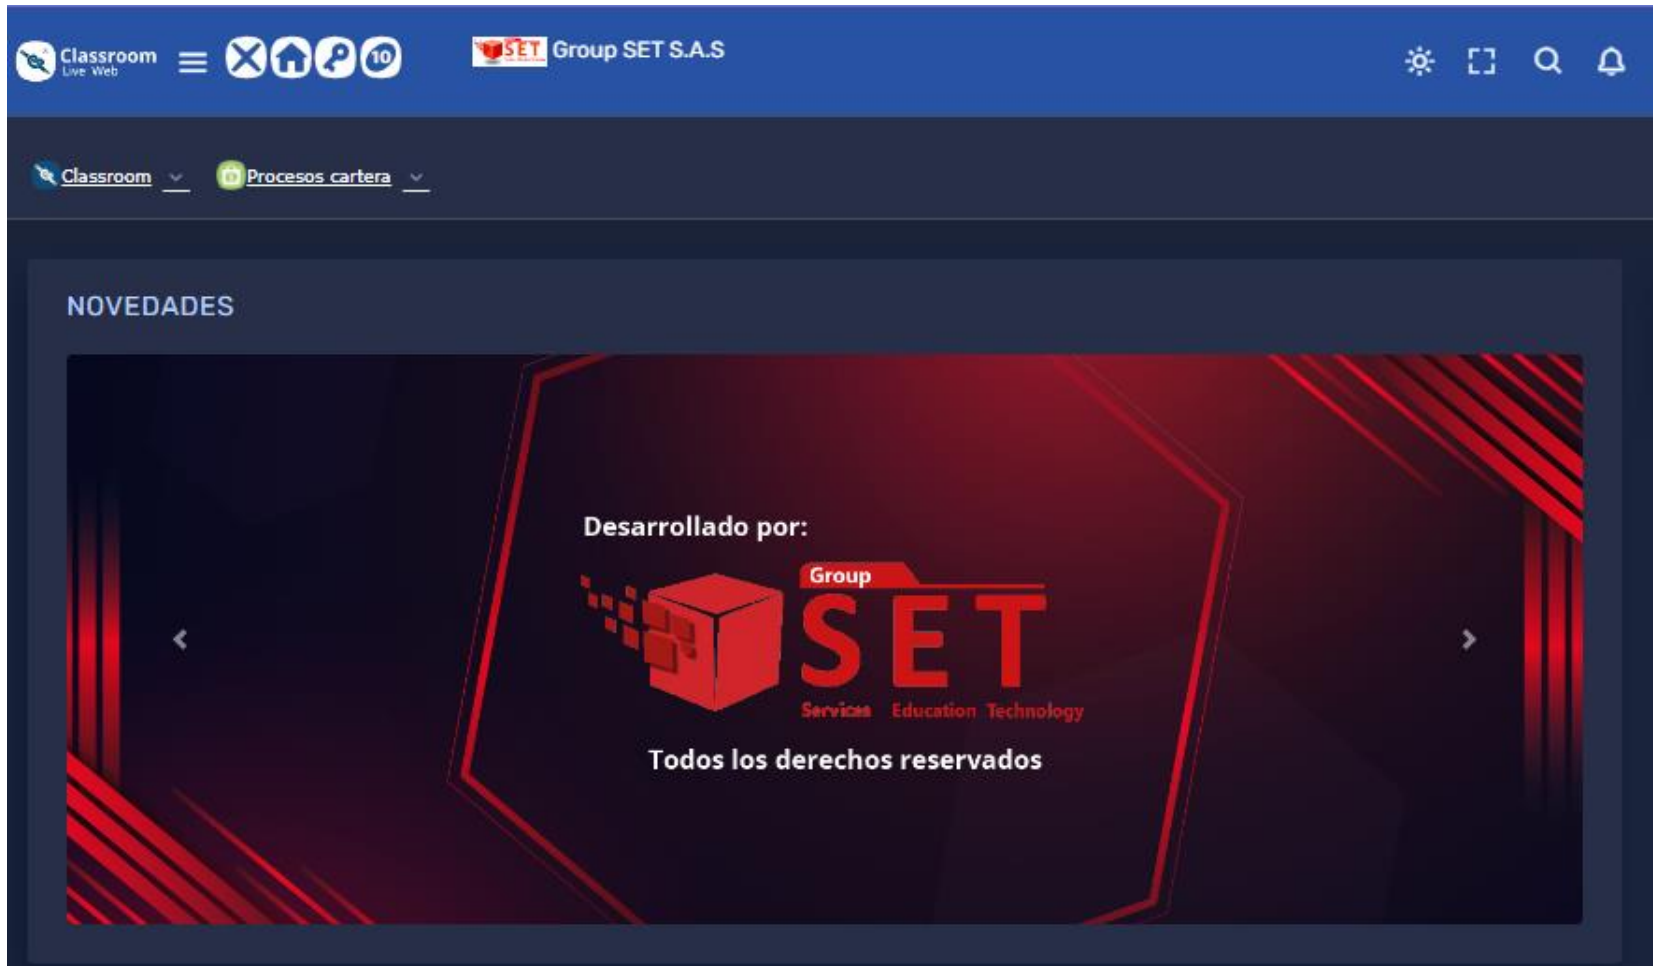 Classroom
Live Web
10
SET
Group SET S.A.S
Classroom
Procesos cartera
NOVEDADES
Desarrollado por:
Group
SET
Services Education Technology
Todos los derechos reservados